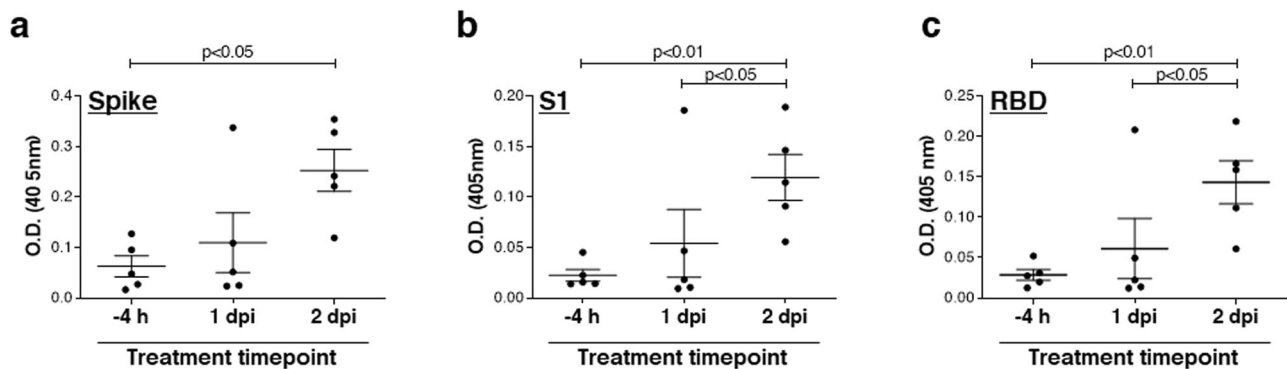 a
p<0.05
Spike
0.4
0.3
0.2
0.1
0.0
O.D. (40 5nm)
-4 h 1 dpi 2 dpi
Treatment timepoint
b
p<0.01
p<0.05
S1
0.20
0.15
0.10
0.05
0.00
O.D. (405nm)
-4 h 1 dpi 2 dpi
Treatment timepoint
c
p<0.01
p<0.05
RBD
0.25
0.20
0.15
0.10
0.05
0.00
O.D. (405 nm)
-4 h 1 dpi 2 dpi
Treatment timepoint